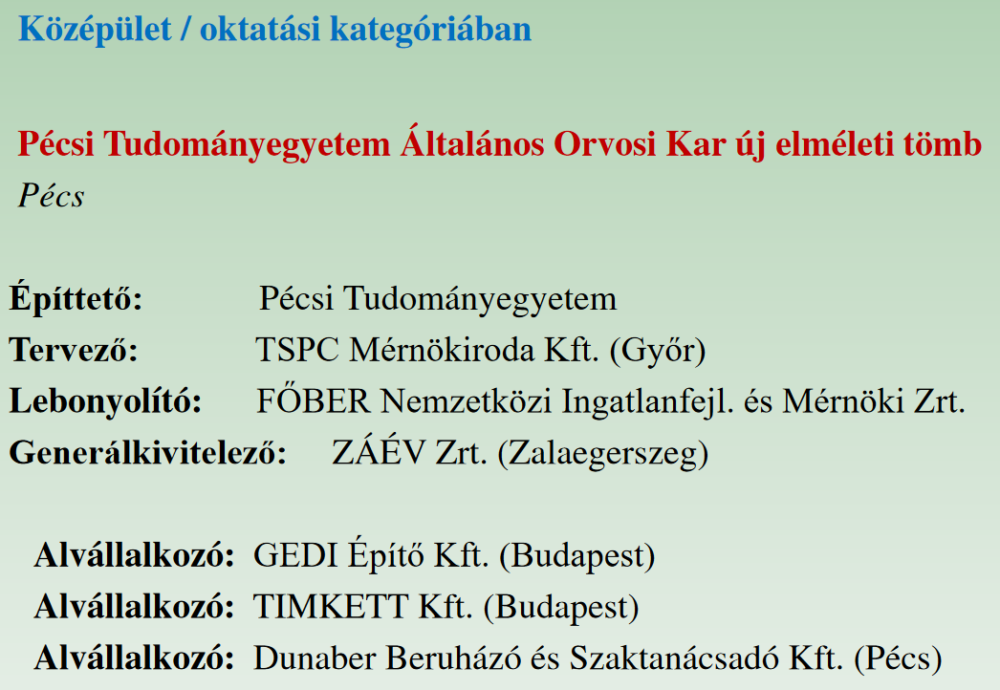 Középület / oktatási kategóriában
Pécsi Tudományegyetem Általános Orvosi Kar új elméleti tömb
Pécs
Építtető: Pécsi Tudományegyetem
Tervező: TSPC Mérnökiroda Kft. (Győr)
Lebonyolító: FŐBER Nemzetközi Ingatlanfejl. és Mérnöki Zrt.
Generálkivitelező: ZÁÉV Zrt. (Zalaegerszeg)
Alvállalkozó: GEDI Építő Kft. (Budapest)
Alvállalkozó: TIMKETT Kft. (Budapest)
Alvállalkozó: Dunaber Beruházó és Szaktanácsadó Kft. (Pécs)